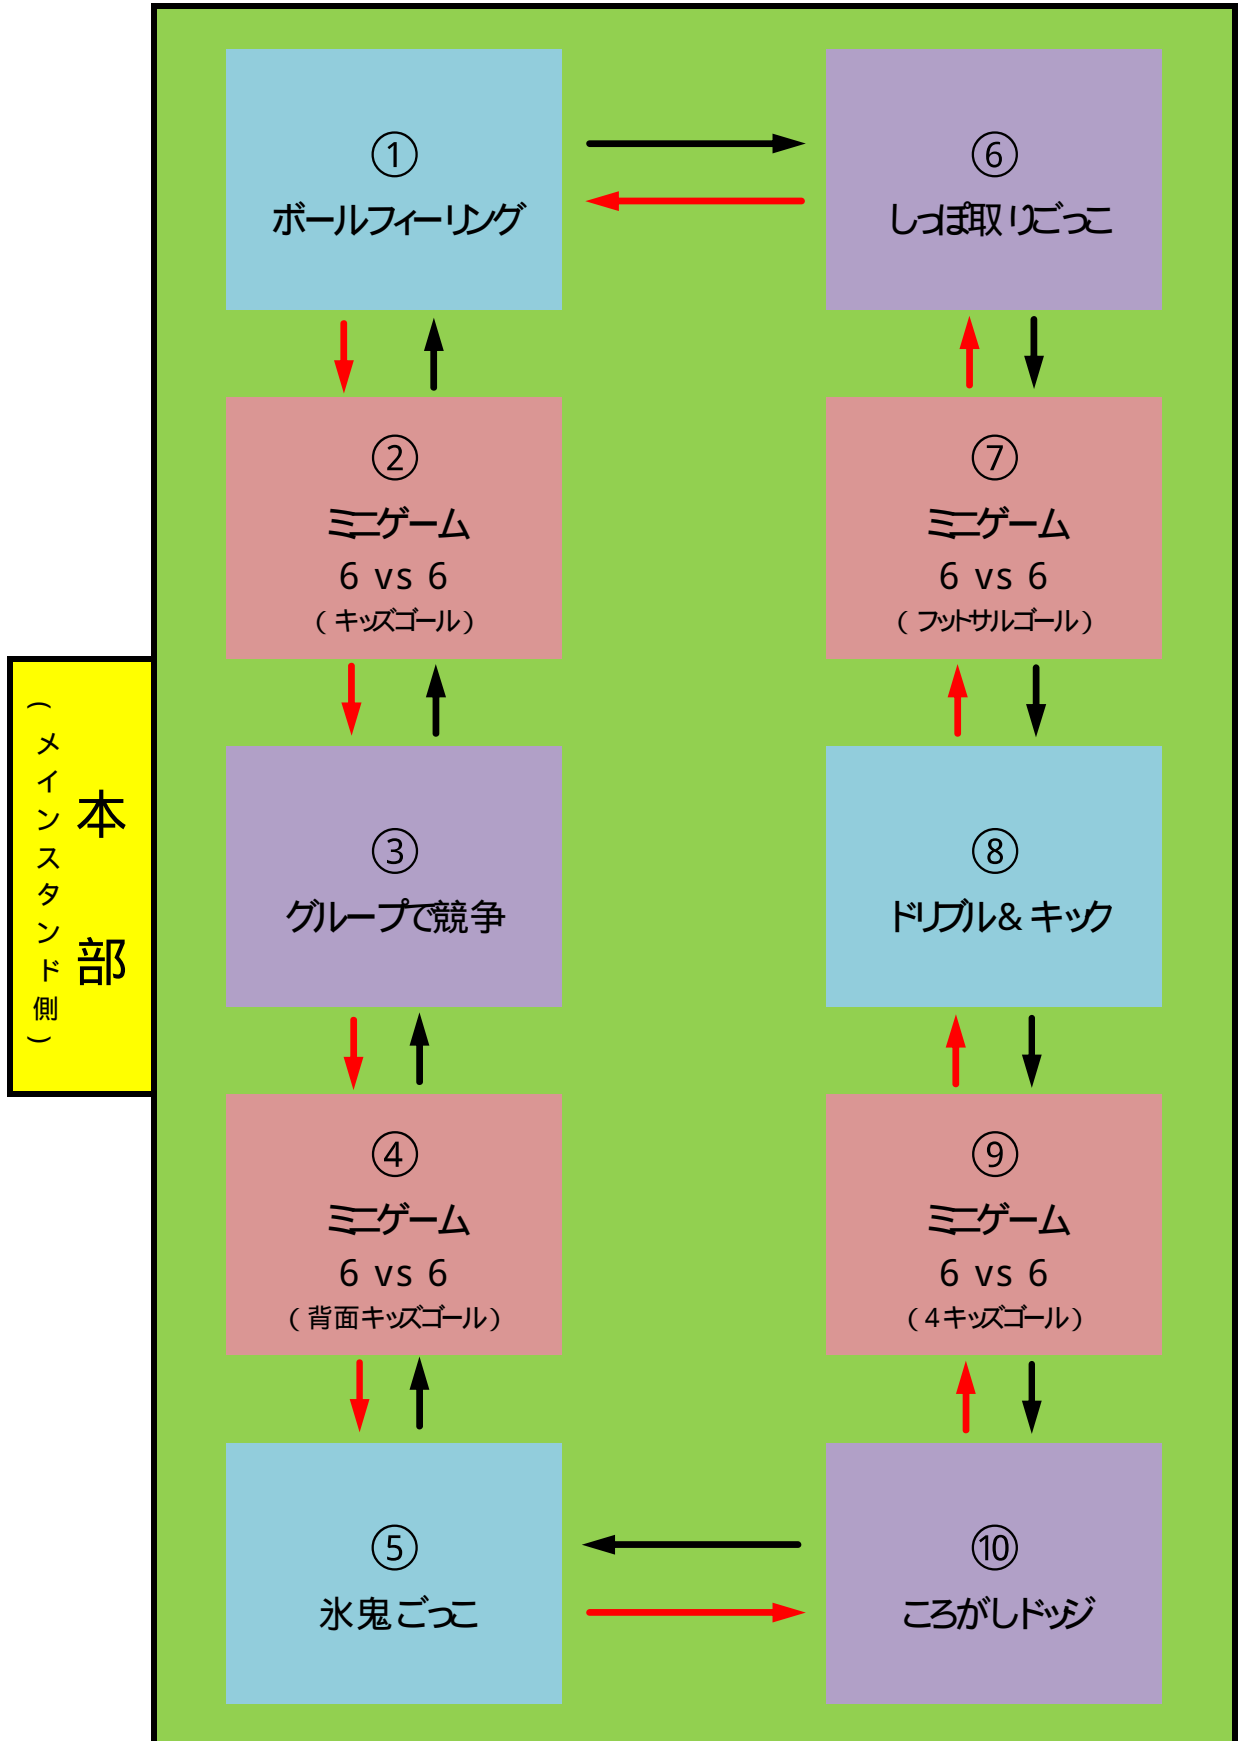 ①
ボールフィーリング
⑥
しっぽ取りごっこ
②
ミニゲーム
6 vs 6
(キッズゴール)
⑦
ミニゲーム
6 vs 6
(フットサルゴール)
本部
(メインスタンド側)
③
グループで競争
⑧
ドリブル&キック
④
ミニゲーム
6 vs 6
(背面キッズゴール)
⑨
ミニゲーム
6 vs 6
(4キッズゴール)
⑤
氷鬼ごっこ
⑩
ころがしドッジ